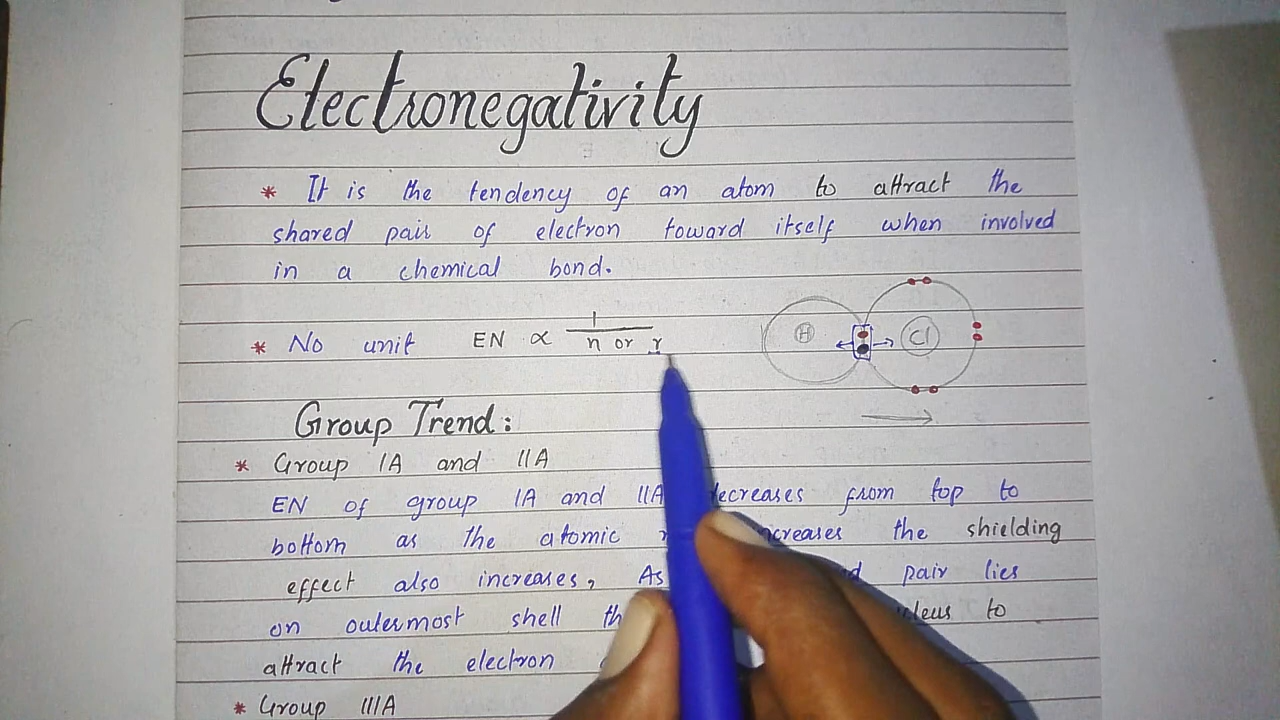 Electronegativity
* It is the tendency of an atom to attract the
shared pair of electron toward itself when involved
in a chemical bond.
* No unit EN ∝ 1
n or r
H Cl
Group Trend:
* Group IA and IIA
EN of group IA and IIA decreases from top to
bottom as the atomic increases the shielding
effect also increases, As pair lies
on outermost shell to
attract the electron
* Group IIIA